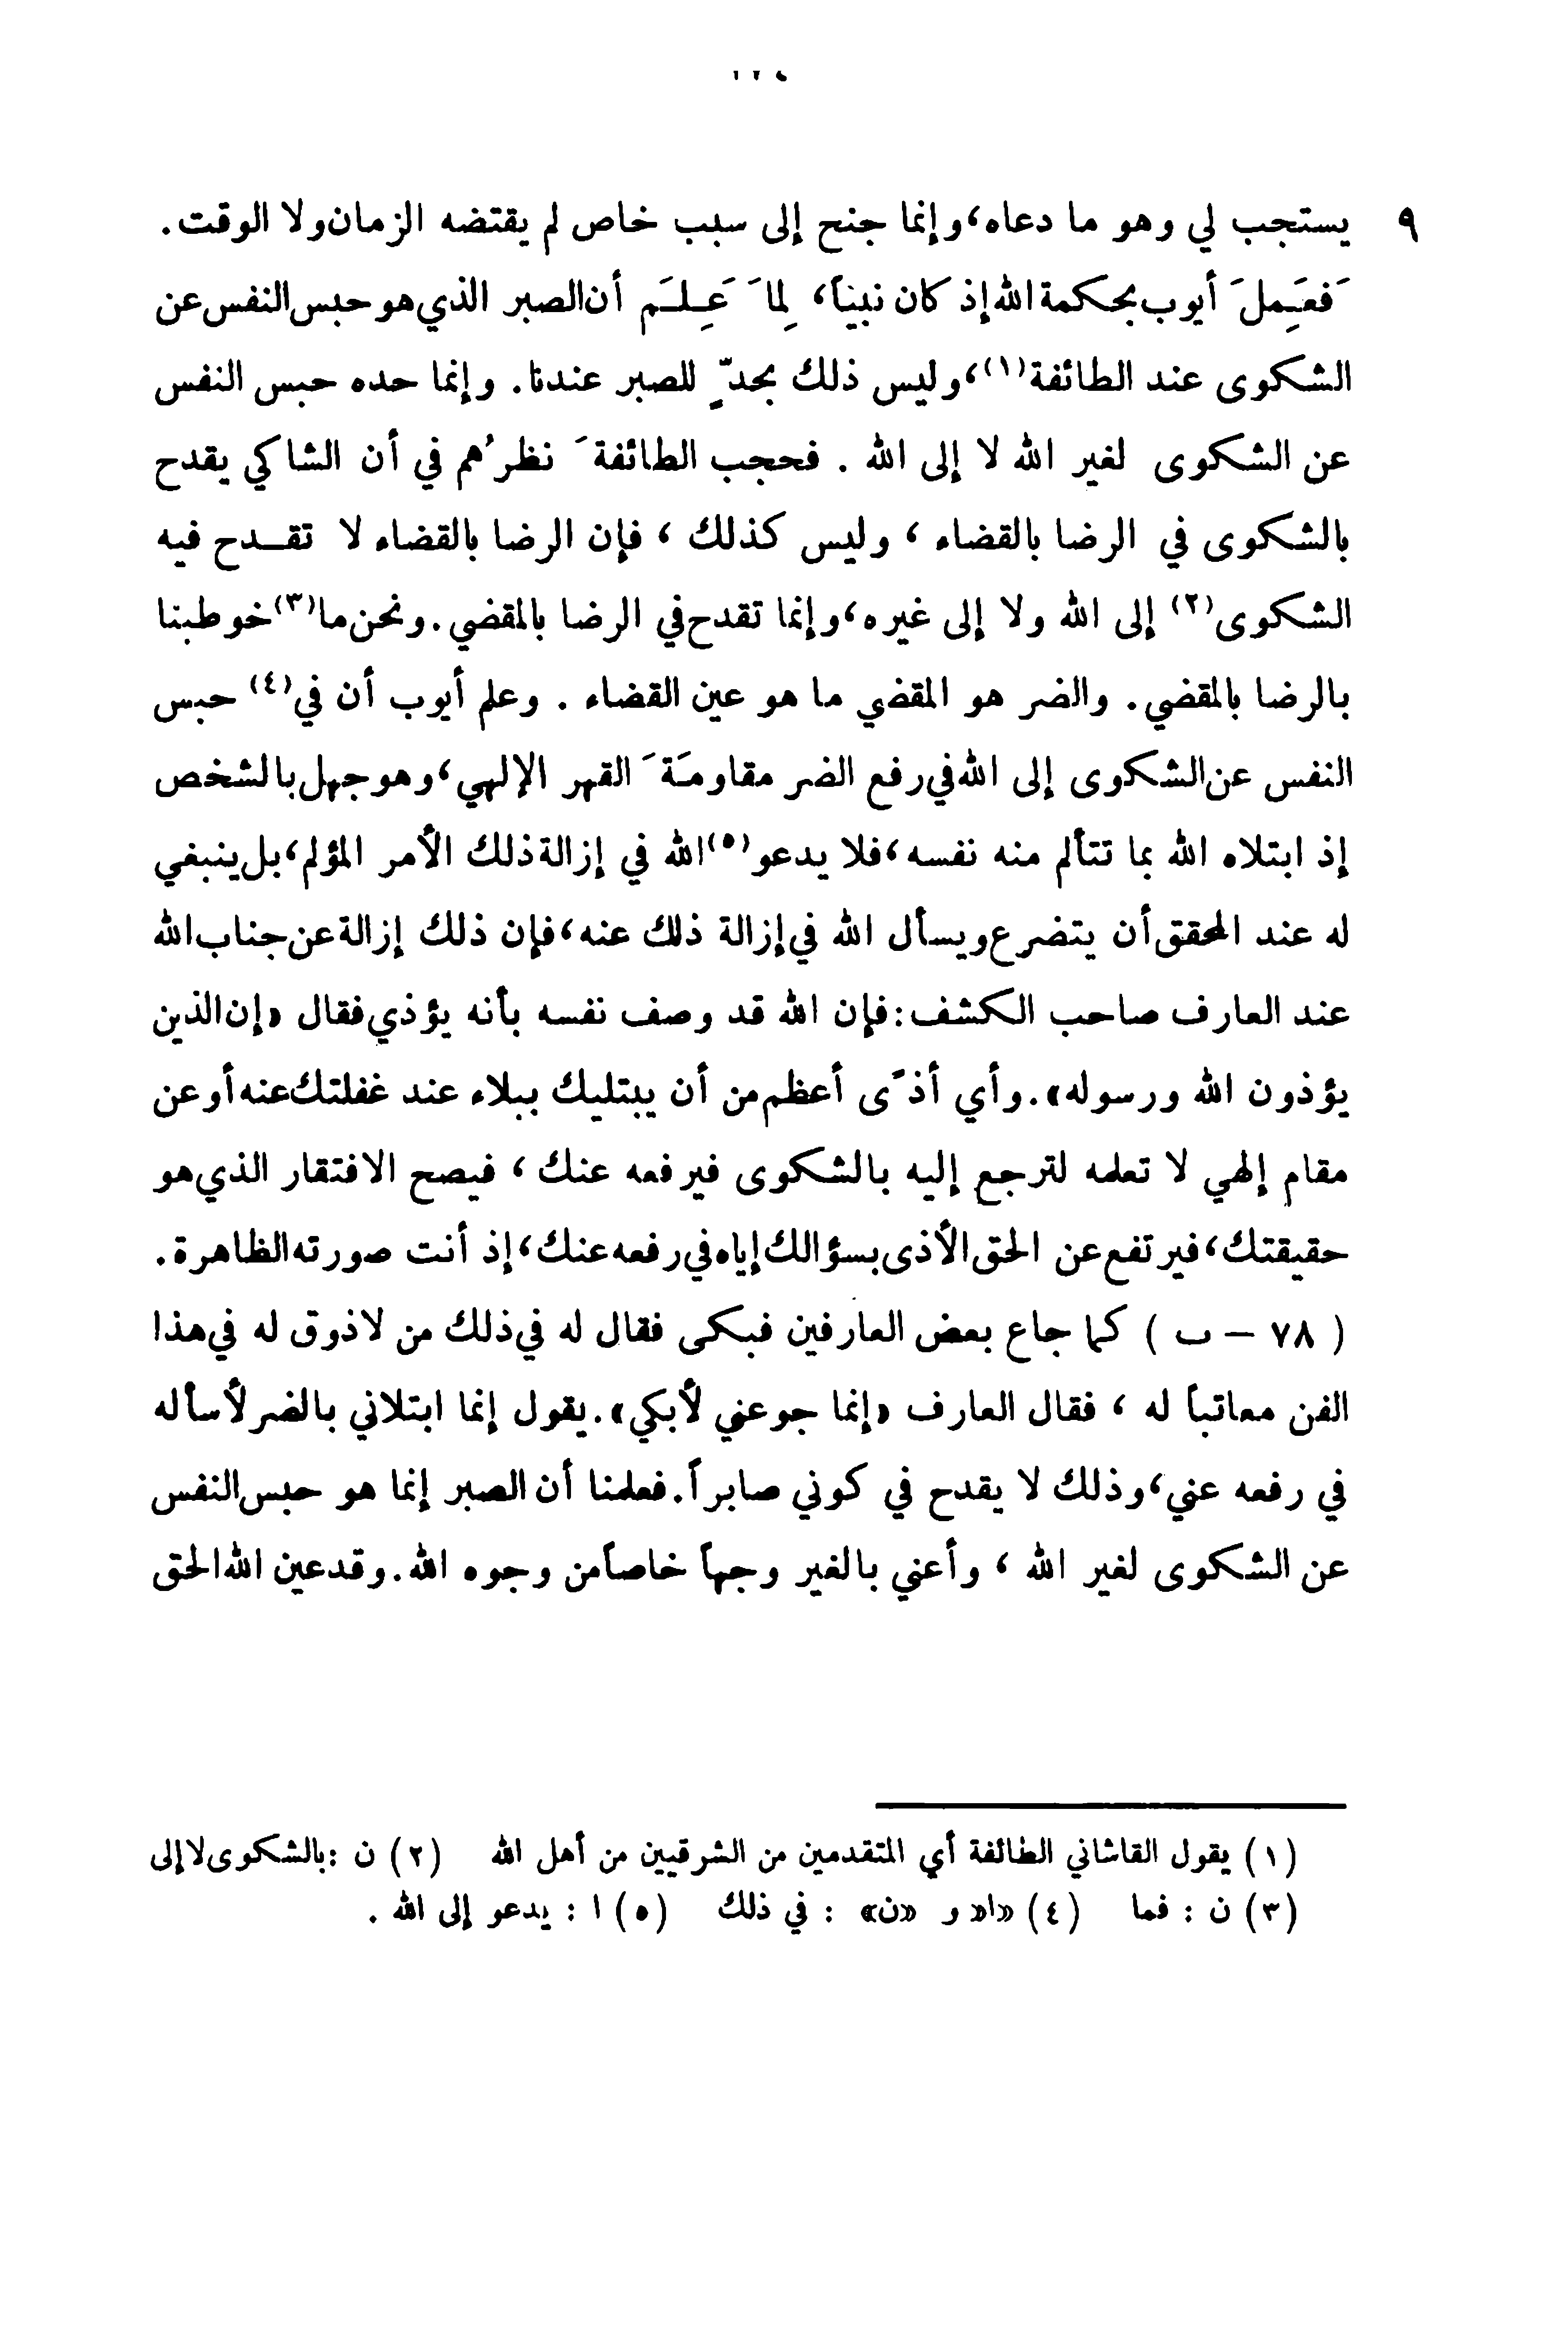 ٩ يستجب لي وهو ما دعاه، وإنما جنح إلى سبب خاص لم يقتضه الزمان ولا الوقت.
فعَمِلَ أيوب بحكمة الله إذ كان نبياً، لِمَا عَلِمَ أن الصبر الذي هو حبس النفس عن
الشكوى عند الطائفة(١)، وليس ذلك بحدٍّ للصبر عندنا. وإنما حده حبس النفس
عن الشكوى لغير الله لا إلى الله. فحجب الطائفةَ نظرُهم في أن الشاكي يقدح
بالشكوى في الرضا بالقضاء، وليس كذلك، فإن الرضا بالقضاء لا تقـدح فيه
الشكوى(٢) إلى الله ولا إلى غيره، وإنما تقدح في الرضا بالمقضي. ونحن ما(٣) خوطبنا
بالرضا بالمقضي. والضر هو المقضي ما هو عين القضاء. وعلم أيوب أن في(٤) حبس
النفس عن الشكوى إلى الله في رفع الضر مقاومَةَ القهر الإلهي، وهو جهل بالشخص
إذ ابتلاه الله بما تتألم منه نفسه، فلا يدعو(٥) الله في إزالة ذلك الأمر المؤلم، بل ينبغي
له عند المحقق أن يتضرع ويسأل الله في إزالة ذلك عنه، فإن ذلك إزالة عن جناب الله
عند العارف صاحب الكشف: فإن الله قد وصف نفسه بأنه يؤذي فقال «إن الذين
يؤذون الله ورسوله». وأي أذًى أعظم من أن يبتليك ببلاء عند غفلتك عنه أو عن
مقام إلهي لا تعلمه لترجع إليه بالشكوى فيرفعه عنك، فيصح الافتقار الذي هو
حقيقتك، فيرتفع عن الحق الأذى بسؤالك إياه في رفعه عنك، إذ أنت صورته الظاهرة.
( ٧٨ – ب ) كما جاع بعض العارفين فبكى فقال له في ذلك من لا ذوق له في هذا
الفن معاتباً له، فقال العارف «إنما جوعني لأبكي». يقول إنما ابتلاني بالضر لأسأله
في رفعه عني، وذلك لا يقدح في كوني صابراً. فعلمنا أن الصبر إنما هو حبس النفس
عن الشكوى لغير الله، وأعني بالغير وجهاً خاصاً من وجوه الله. وقد عين الله الحق
(١) يقول القاشاني الطائفة أي المتقدمين من الشرقيين من أهل الله (٢) ن : بالشكوى لا إلى
(٣) ن : فما (٤) «ا» و «ن» : في ذلك (٥) ا : يدعو إلى الله .